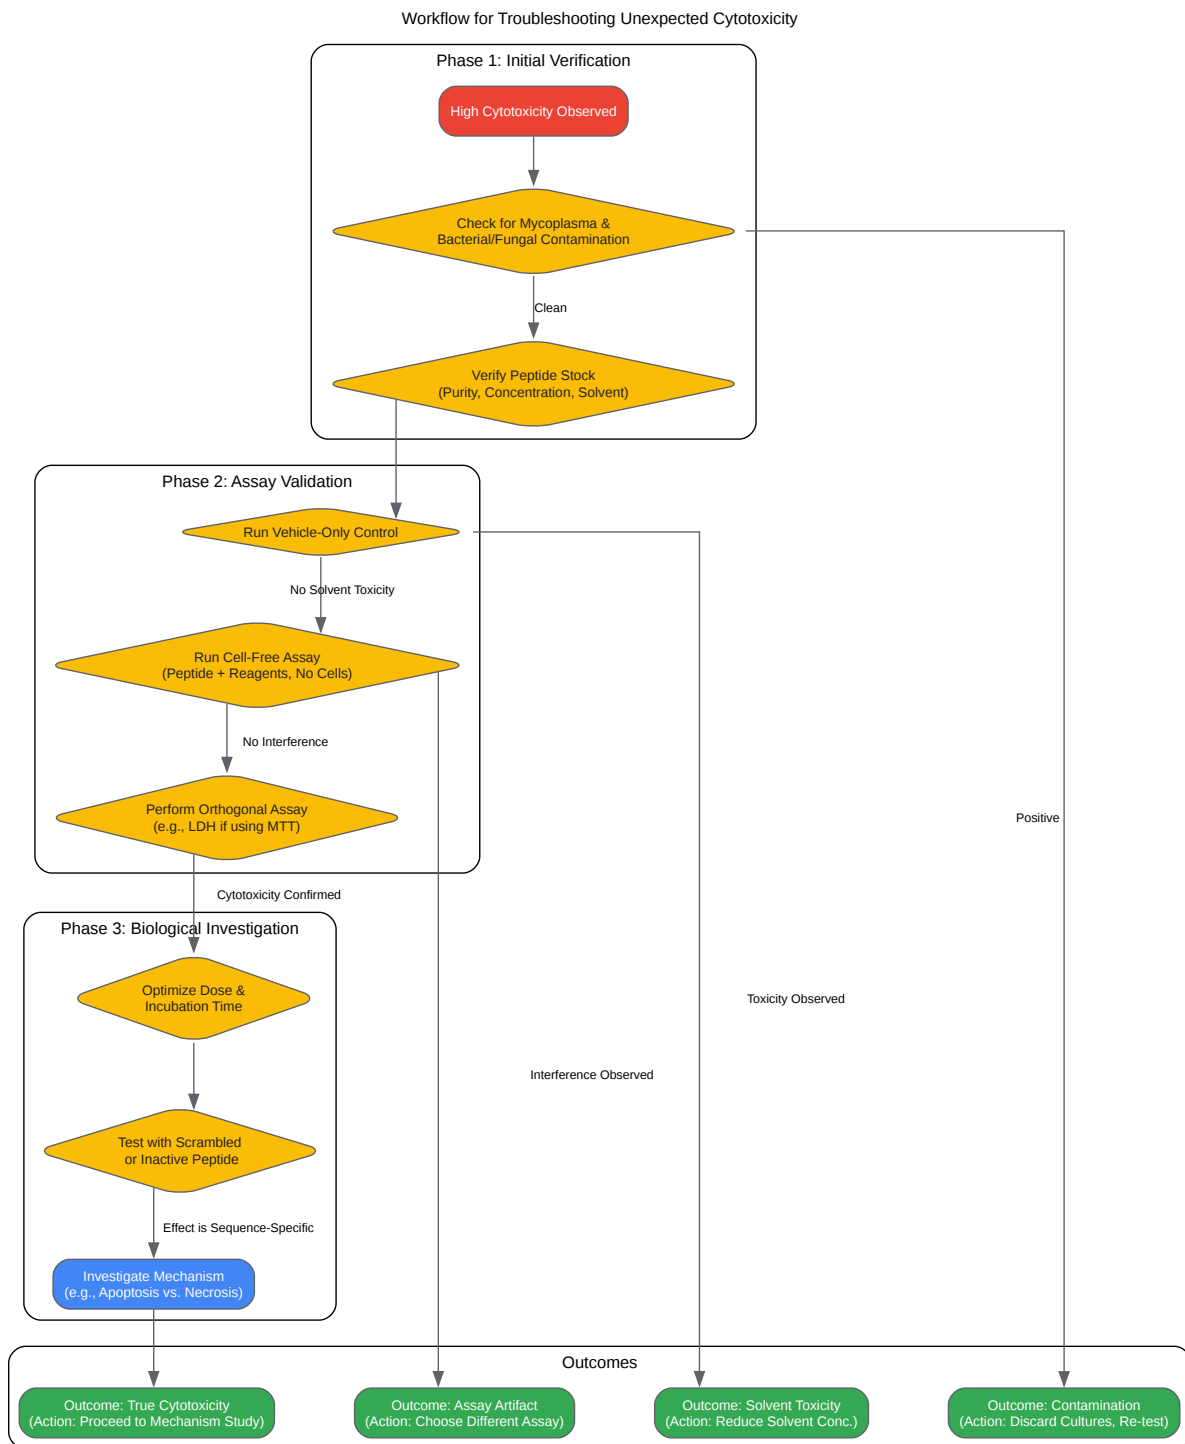 Workflow for Troubleshooting Unexpected Cytotoxicity
Phase 1: Initial Verification
High Cytotoxicity Observed
Check for Mycoplasma &
Bacterial/Fungal Contamination
Clean
Verify Peptide Stock
(Purity, Concentration, Solvent)
Phase 2: Assay Validation
Run Vehicle-Only Control
No Solvent Toxicity
Run Cell-Free Assay
(Peptide + Reagents, No Cells)
No Interference
Perform Orthogonal Assay
(e.g., LDH if using MTT)
Positive
Cytotoxicity Confirmed
Phase 3: Biological Investigation
Optimize Dose &
Incubation Time
Toxicity Observed
Interference Observed
Test with Scrambled
or Inactive Peptide
Effect is Sequence-Specific
Investigate Mechanism
(e.g., Apoptosis vs. Necrosis)
Outcomes
Outcome: True Cytotoxicity
(Action: Proceed to Mechanism Study)
Outcome: Assay Artifact
(Action: Choose Different Assay)
Outcome: Solvent Toxicity
(Action: Reduce Solvent Conc.)
Outcome: Contamination
(Action: Discard Cultures, Re-test)